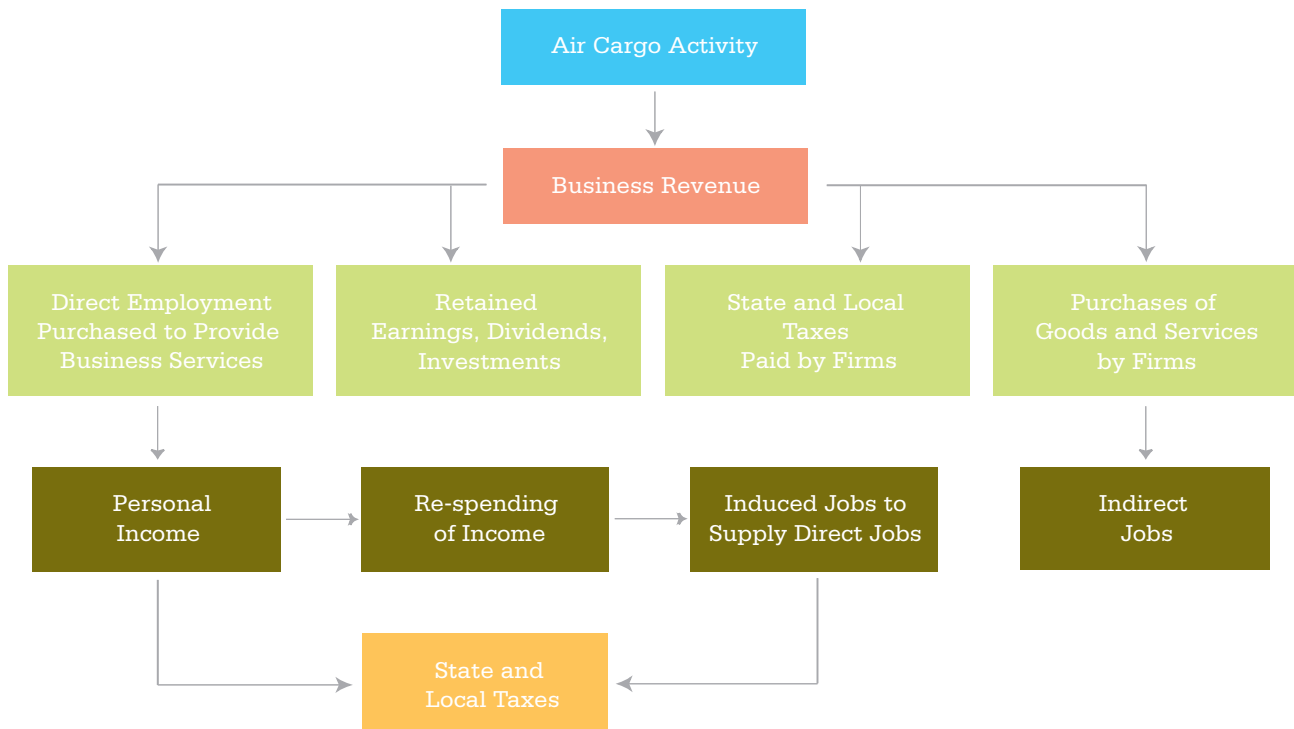 Air Cargo Activity
Business Revenue
Direct Employment
Purchased to Provide
Business Services
Retained
Earnings, Dividends,
Investments
State and Local
Taxes
Paid by Firms
Purchases of
Goods and Services
by Firms
Personal
Income
Re-spending
of Income
Induced Jobs to
Supply Direct Jobs
Indirect
Jobs
State and
Local Taxes